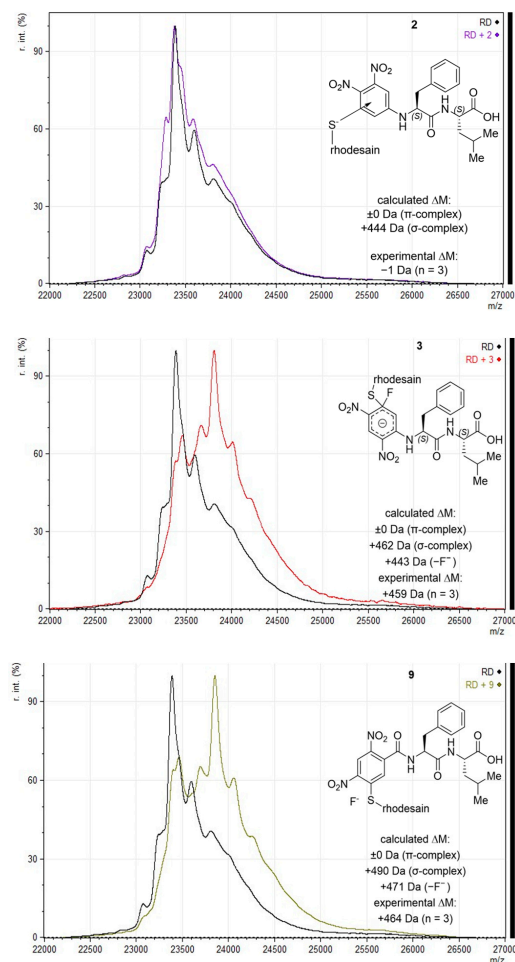 2
RD
RD + 2
r. int. (%)
90
60
30
0
NO2
O2N
S-
rhodesain
N
H
(S)
O
H
N
(S)
O
OH
Me
Me
calculated ΔM:
±0 Da (π-complex)
+444 Da (σ-complex)
experimental ΔM:
−1 Da (n = 3)
22000 22500 23000 23500 24000 24500 25000 25500 26000 26500 27000
m/z
3
RD
RD + 3
r. int. (%)
90
60
30
0
rhodesain
S
F
O2N
NO2
N
H
(S)
O
H
N
(S)
O
OH
Me
Me
calculated ΔM:
±0 Da (π-complex)
+462 Da (σ-complex)
+443 Da (−F−)
experimental ΔM:
+459 Da (n = 3)
22000 22500 23000 23500 24000 24500 25000 25500 26000 26500 27000
m/z
9
RD
RD + 9
r. int. (%)
90
60
30
0
NO2
O2N
F-
S
rhodesain
O
N
H
O
H
N
O
OH
Me
Me
calculated ΔM:
±0 Da (π-complex)
+490 Da (σ-complex)
+471 Da (−F−)
experimental ΔM:
+464 Da (n = 3)
22000 22500 23000 23500 24000 24500 25000 25500 26000 26500 27000
m/z